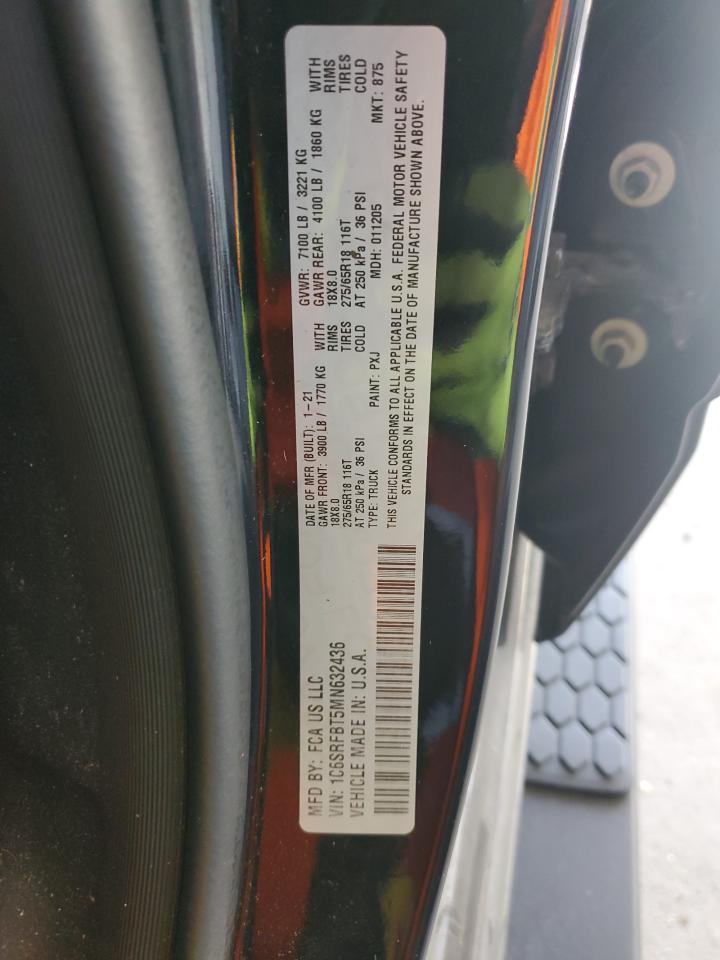 MFD BY: FCA US LLC
VIN: 1C6SRFBT5MN632436
VEHICLE MADE IN: U.S.A.
DATE OF MFR (BUILT): 1-21 GVWR: 7100 LB / 3221 KG
GAWR FRONT: 3900 LB / 1770 KG WITH GAWR REAR: 4100 LB / 1860 KG WITH
18X8.0 RIMS 18X8.0 RIMS
275/65R18 116T TIRES 275/65R18 116T TIRES
AT 250 kPa / 36 PSI COLD AT 250 kPa / 36 PSI COLD
TYPE: TRUCK PAINT: PXJ MDH: 011205 MKT: 875
THIS VEHICLE CONFORMS TO ALL APPLICABLE U.S.A. FEDERAL MOTOR VEHICLE SAFETY
STANDARDS IN EFFECT ON THE DATE OF MANUFACTURE SHOWN ABOVE.